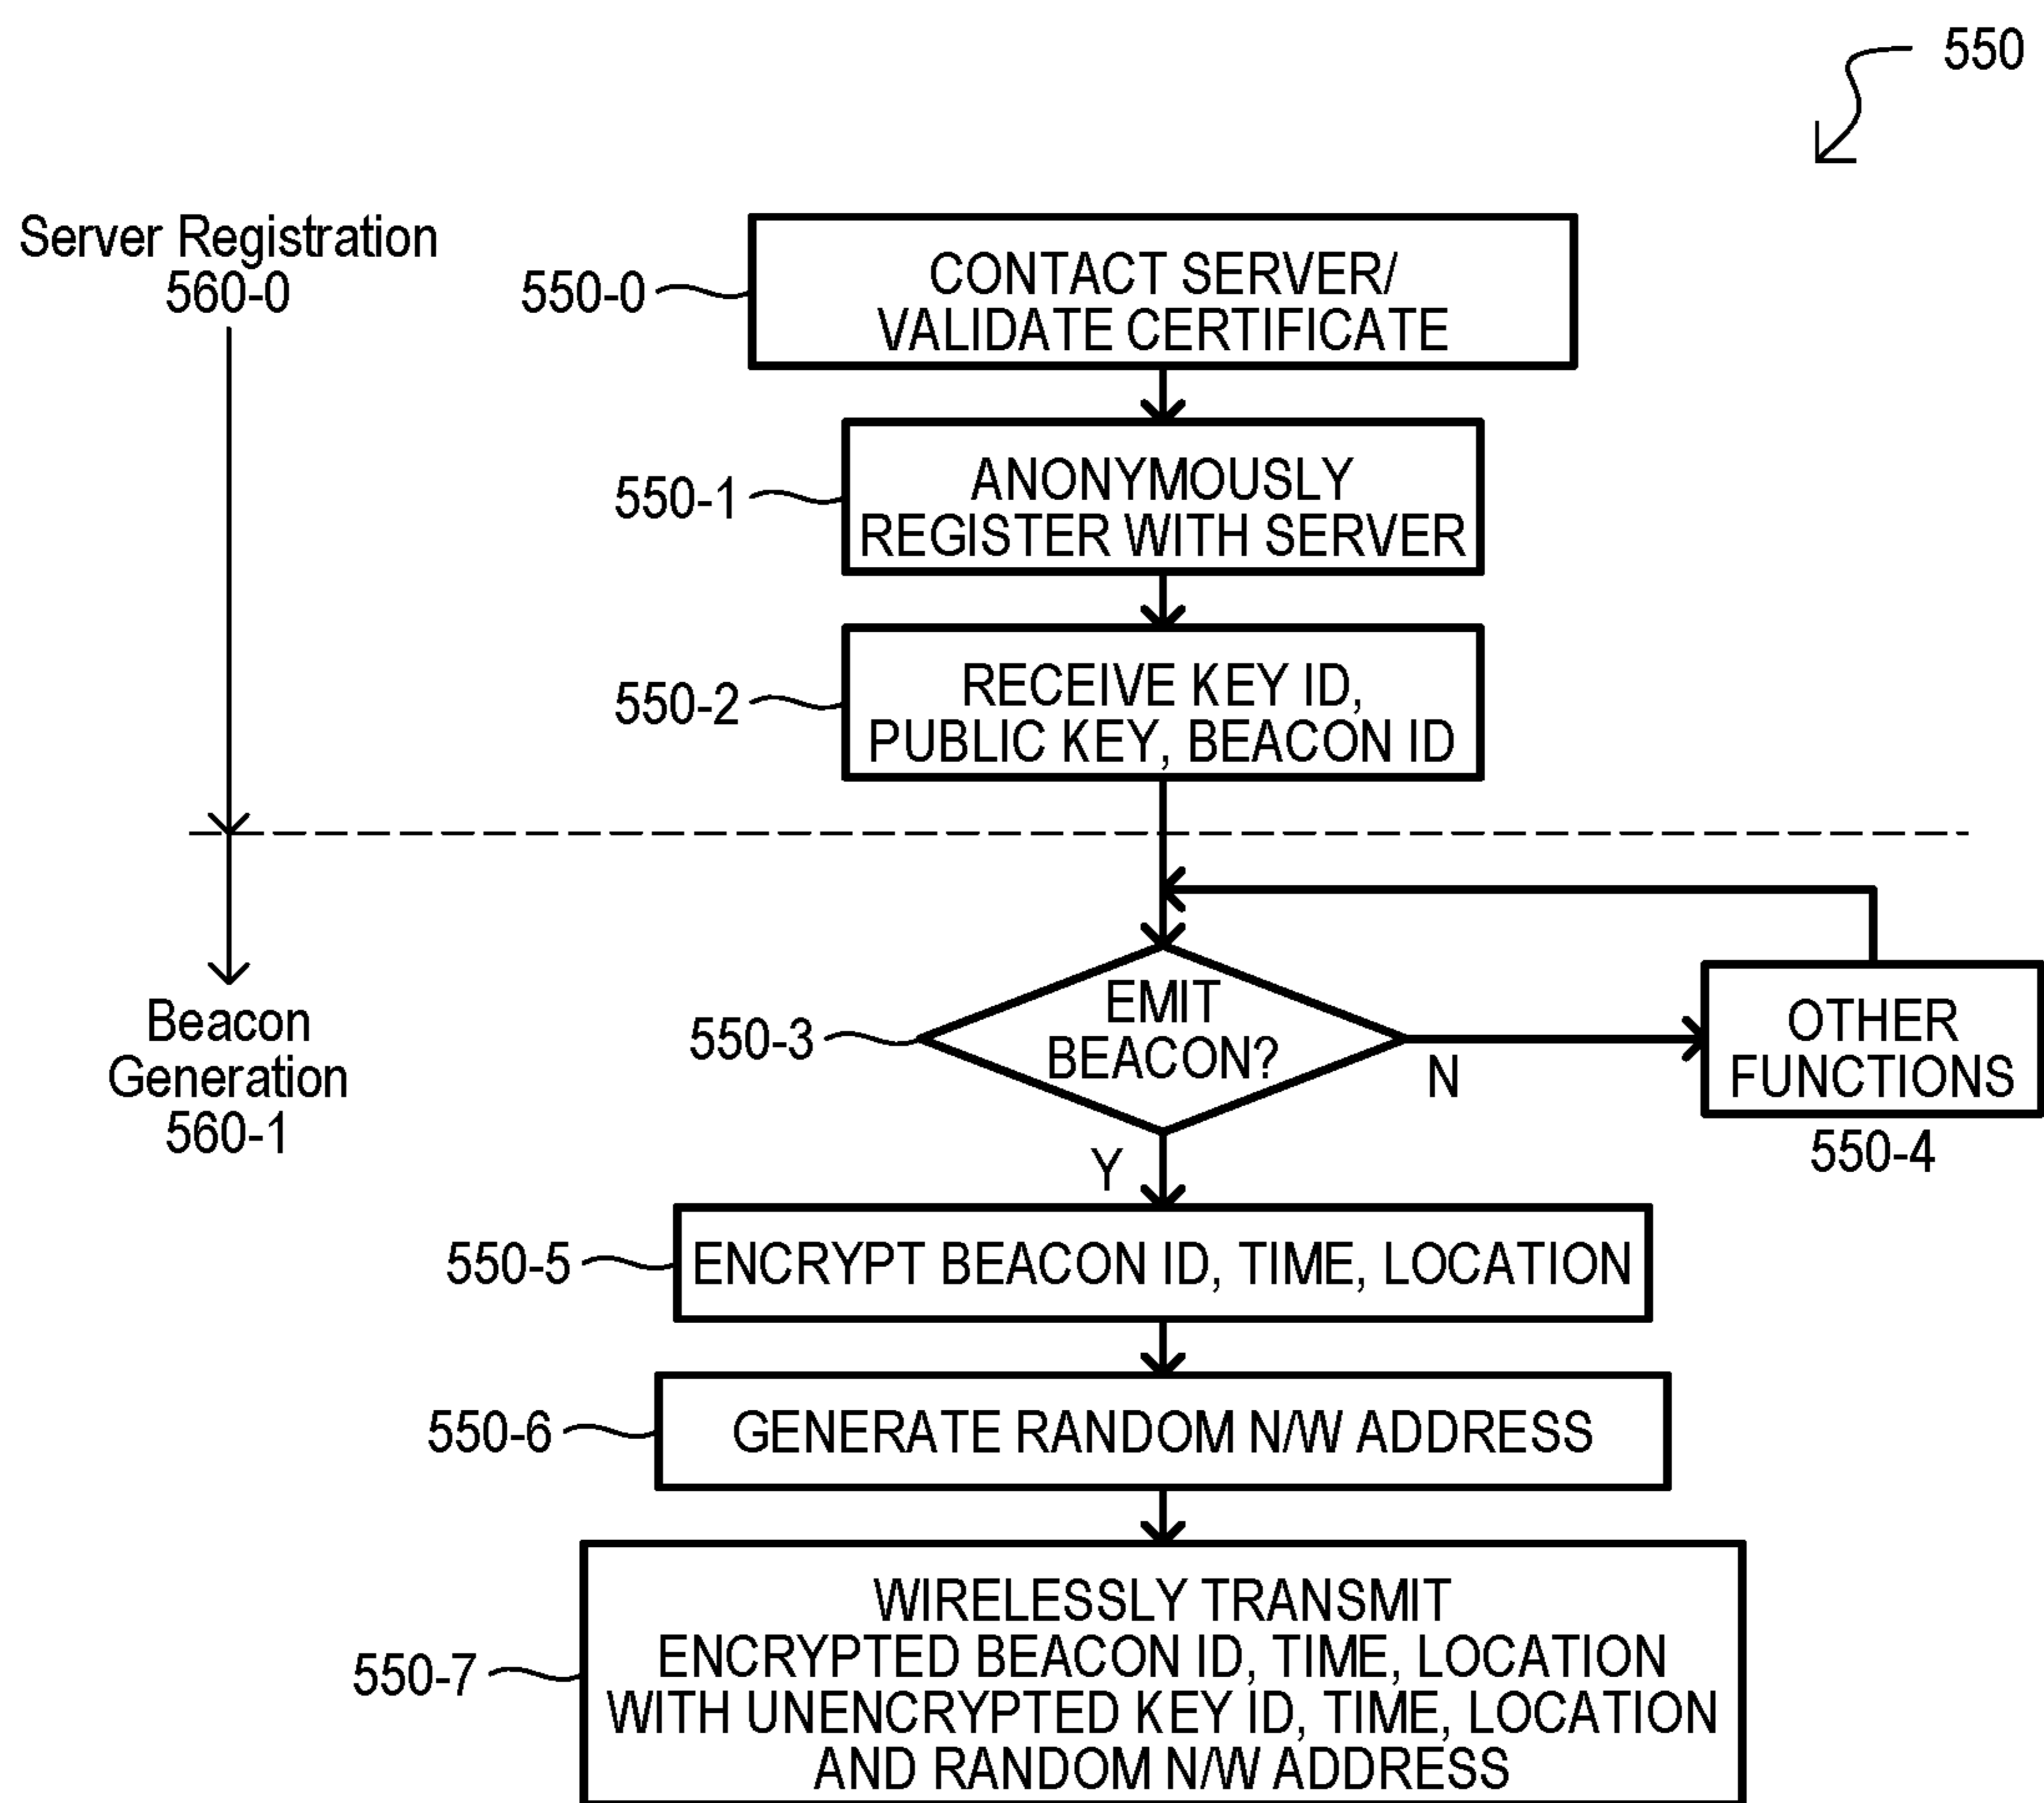 550
Server Registration
560-0
550-0
CONTACT SERVER/
VALIDATE CERTIFICATE
550-1
ANONYMOUSLY
REGISTER WITH SERVER
550-2
RECEIVE KEY ID,
PUBLIC KEY, BEACON ID
Beacon
Generation
560-1
550-3
EMIT
BEACON?
N
Y
OTHER
FUNCTIONS
550-4
550-5
ENCRYPT BEACON ID, TIME, LOCATION
550-6
GENERATE RANDOM N/W ADDRESS
550-7
WIRELESSLY TRANSMIT
ENCRYPTED BEACON ID, TIME, LOCATION
WITH UNENCRYPTED KEY ID, TIME, LOCATION
AND RANDOM N/W ADDRESS